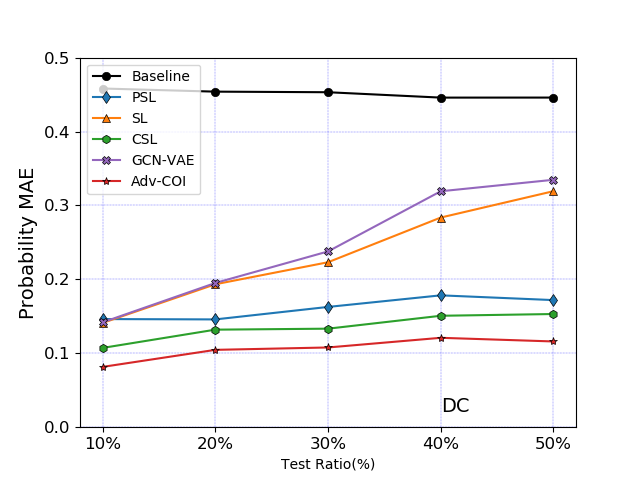 0.5
0.4
0.3
0.2
0.1
0.0
Probability MAE
Baseline
PSL
SL
CSL
GCN-VAE
Adv-COI
DC
10% 20% 30% 40% 50%
Test Ratio(%)